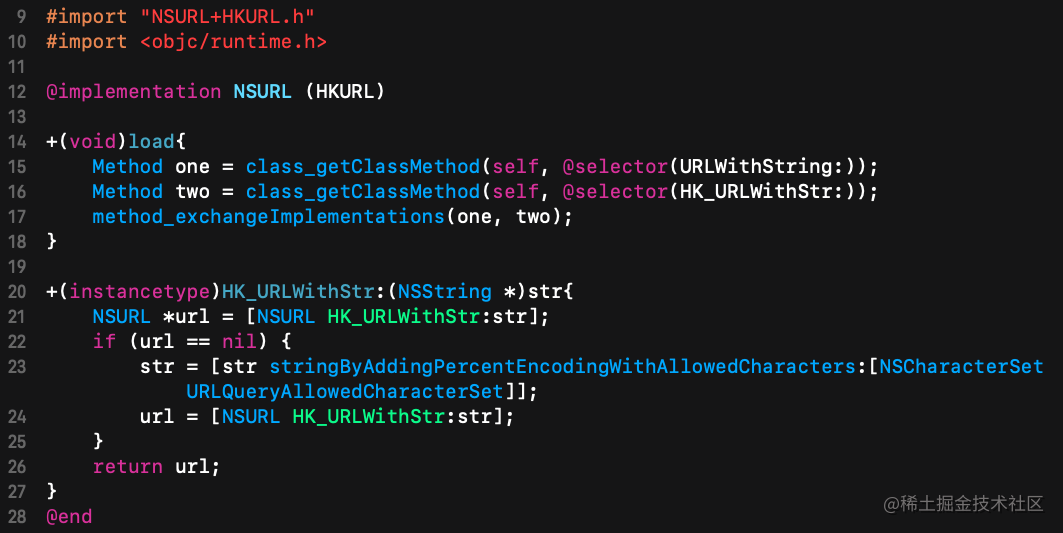 9 #import "NSURL+HKURL.h"
10 #import <objc/runtime.h>
11
12 @implementation NSURL (HKURL)
13
14 +(void)load{
15     Method one = class_getClassMethod(self, @selector(URLWithString:));
16     Method two = class_getClassMethod(self, @selector(HK_URLWithStr:));
17     method_exchangeImplementations(one, two);
18 }
19
20 +(instancetype)HK_URLWithStr:(NSString *)str{
21     NSURL *url = [NSURL HK_URLWithStr:str];
22     if (url == nil) {
23         str = [str stringByAddingPercentEncodingWithAllowedCharacters:[NSCharacterSet
            URLQueryAllowedCharacterSet]];
24         url = [NSURL HK_URLWithStr:str];
25     }
26     return url;
27 }
28 @end
@稀土掘金技术社区